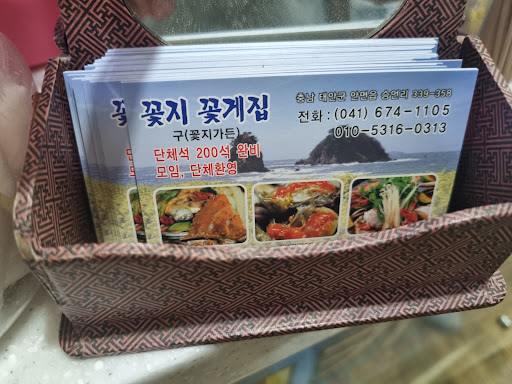 꽃지 꽃게집
구(꽃지가든)
충남 태안군 안면읍 승언리 339-358
전화 : (041) 674-1105
010-5316-0313
단체석 200석 완비
모임, 단체환영